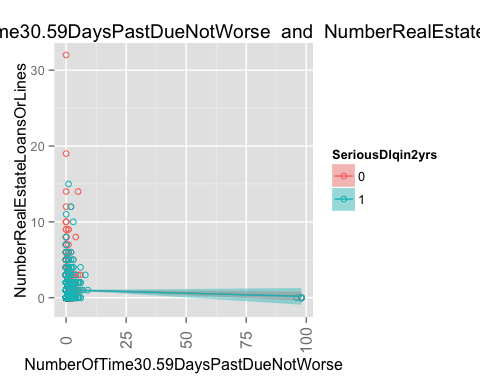 me30.59DaysPastDueNotWorse and NumberRealEstate
NumberRealEstateLoansOrLines
30
20
10
0
0
25
50
75
100
NumberOfTime30.59DaysPastDueNotWorse
SeriousDlqin2yrs
0
1